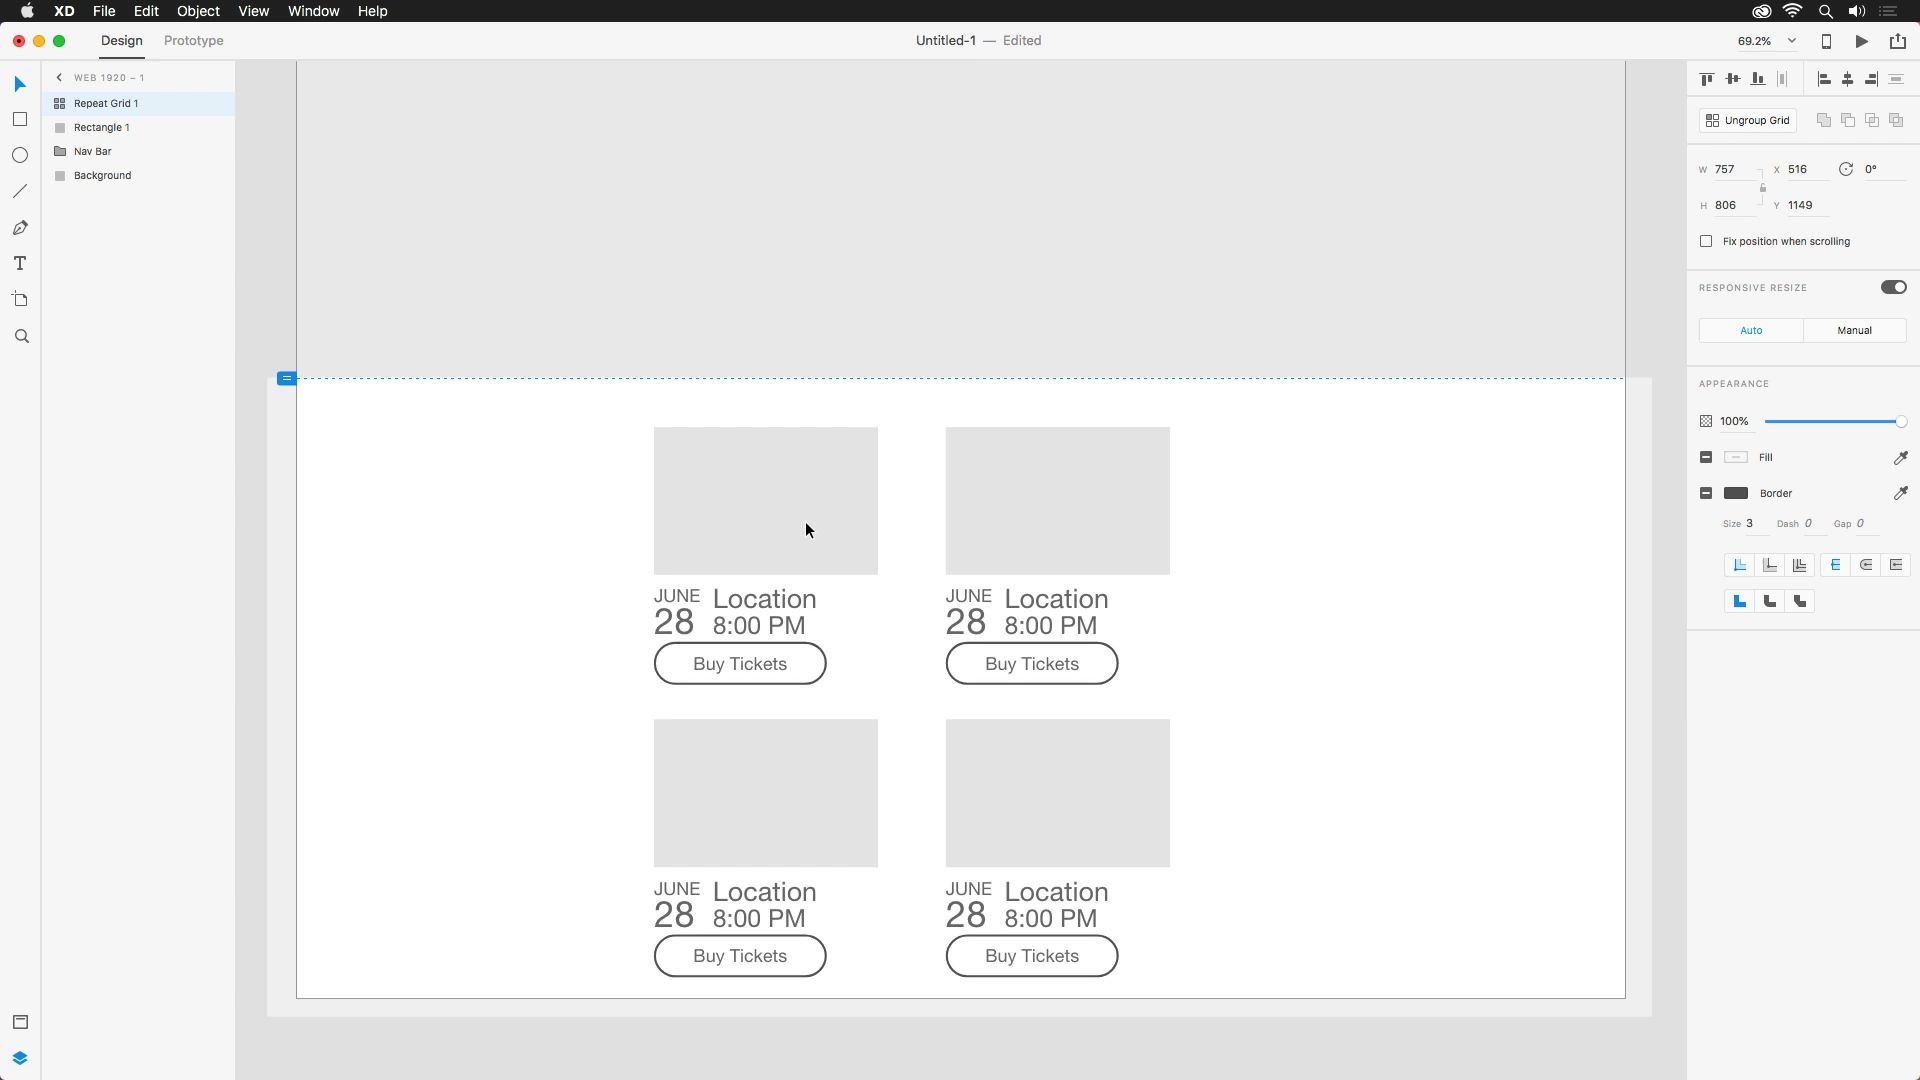 XD File Edit Object View Window Help
Design Prototype
Untitled-1 — Edited
69.2%
WEB 1920 – 1
Repeat Grid 1
Rectangle 1
Nav Bar
Background
Ungroup Grid
W 757 X 516 0°
H 806 Y 1149
Fix position when scrolling
RESPONSIVE RESIZE
Auto Manual
APPEARANCE
100%
Fill
Border
Size 3 Dash 0 Gap 0
JUNE
28
Location
8:00 PM
Buy Tickets
JUNE
28
Location
8:00 PM
Buy Tickets
JUNE
28
Location
8:00 PM
Buy Tickets
JUNE
28
Location
8:00 PM
Buy Tickets